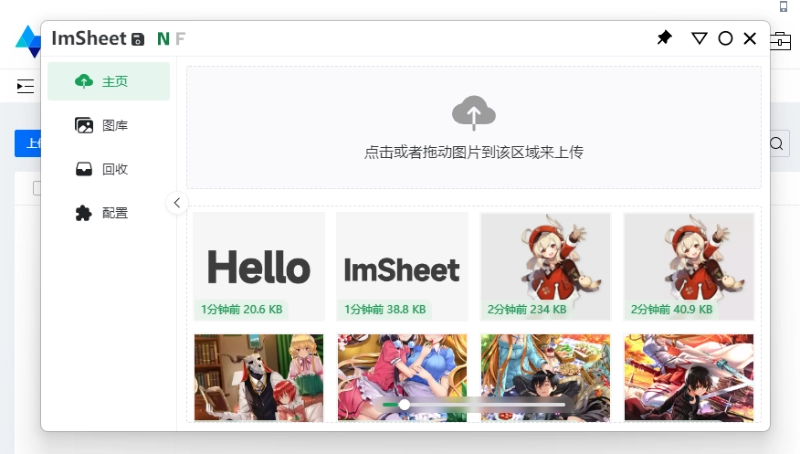 ImSheet N F
主页
图库
回收
配置
上
点击或者拖动图片到该区域来上传
Hello
1分钟前 20.6 KB
ImSheet
1分钟前 38.8 KB
2分钟前 234 KB
2分钟前 40.9 KB